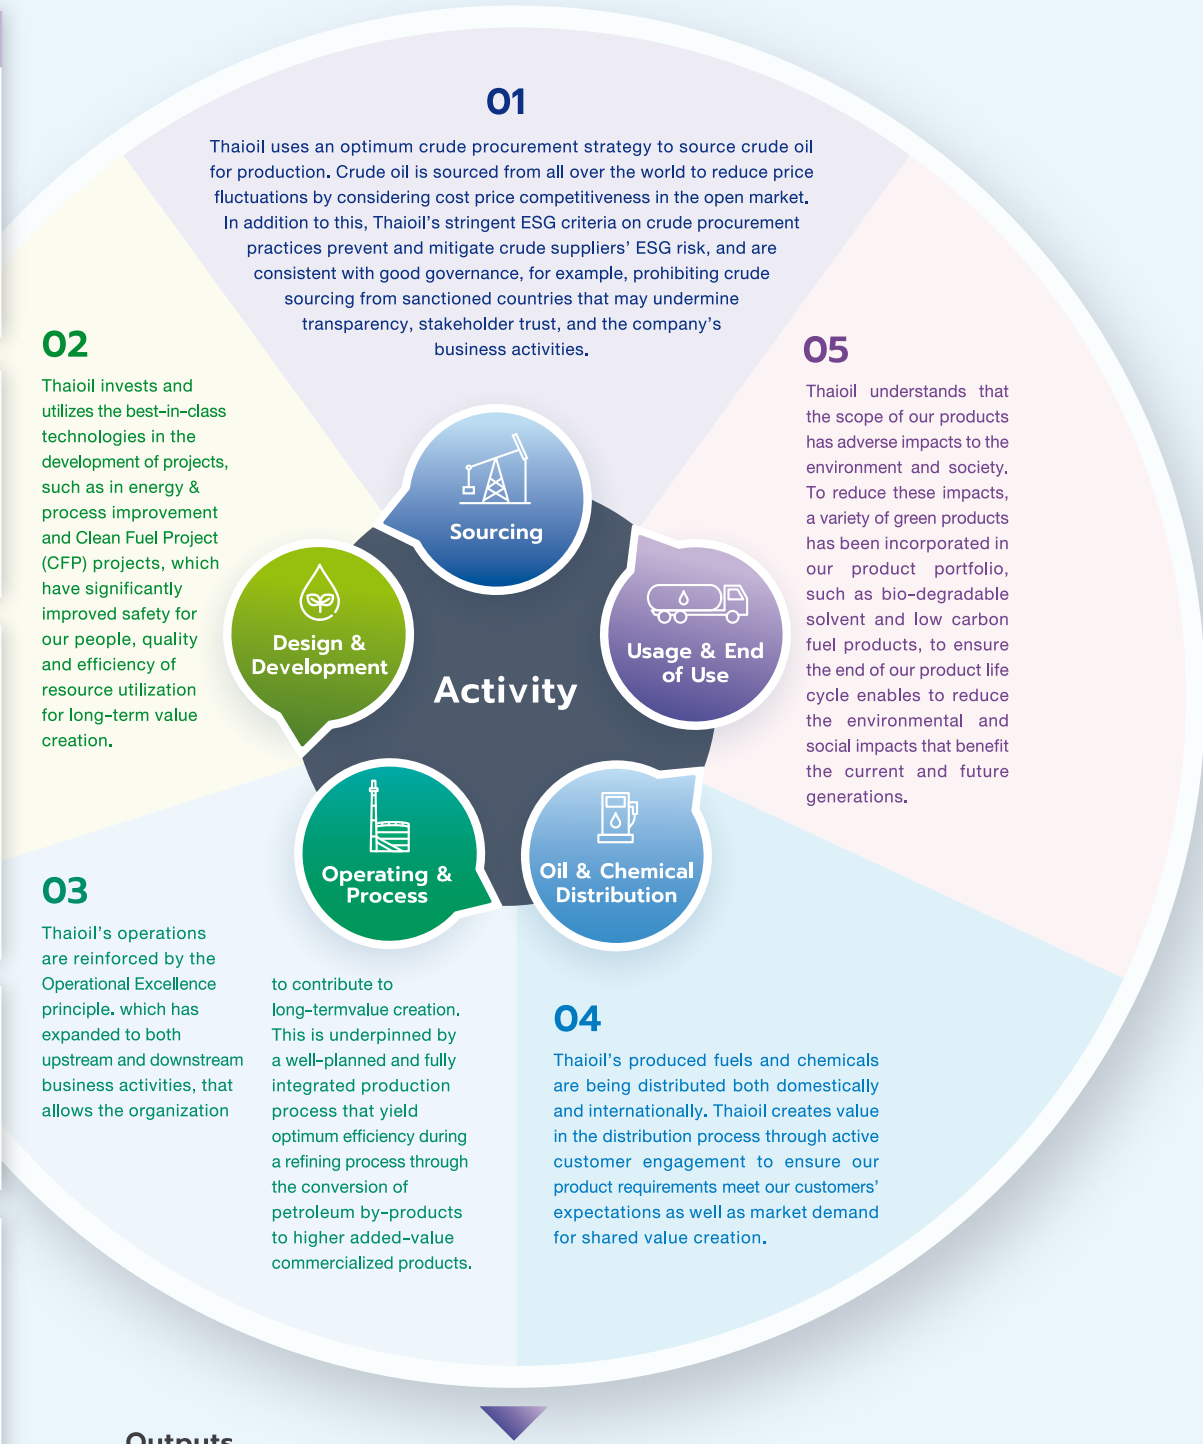 01
Thaioil uses an optimum crude procurement strategy to source crude oil
for production. Crude oil is sourced from all over the world to reduce price
fluctuations by considering cost price competitiveness in the open market.
In addition to this, Thaioil's stringent ESG criteria on crude procurement
practices prevent and mitigate crude suppliers' ESG risk, and are
consistent with good governance, for example, prohibiting crude
sourcing from sanctioned countries that may undermine
transparency, stakeholder trust, and the company's
business activities.
02
Thaioil invests and
utilizes the best-in-class
technologies in the
development of projects,
such as in energy &
process improvement
and Clean Fuel Project
(CFP) projects, which
have significantly
improved safety for
our people, quality
and efficiency of
resource utilization
for long-term value
creation.
05
Thaioil understands that
the scope of our products
has adverse impacts to the
environment and society.
To reduce these impacts,
a variety of green products
has been incorporated in
our product portfolio,
such as bio-degradable
solvent and low carbon
fuel products, to ensure
the end of our product life
cycle enables to reduce
the environmental and
social impacts that benefit
the current and future
generations.
Sourcing
Design &
Development
Usage & End
of Use
Activity
Operating &
Process
Oil & Chemical
Distribution
03
Thaioil's operations
are reinforced by the
Operational Excellence
principle. which has
expanded to both
upstream and downstream
business activities, that
allows the organization
to contribute to
long-termvalue creation.
This is underpinned by
a well-planned and fully
integrated production
process that yield
optimum efficiency during
a refining process through
the conversion of
petroleum by-products
to higher added-value
commercialized products.
04
Thaioil's produced fuels and chemicals
are being distributed both domestically
and internationally. Thaioil creates value
in the distribution process through active
customer engagement to ensure our
product requirements meet our customers'
expectations as well as market demand
for shared value creation.
Outputs